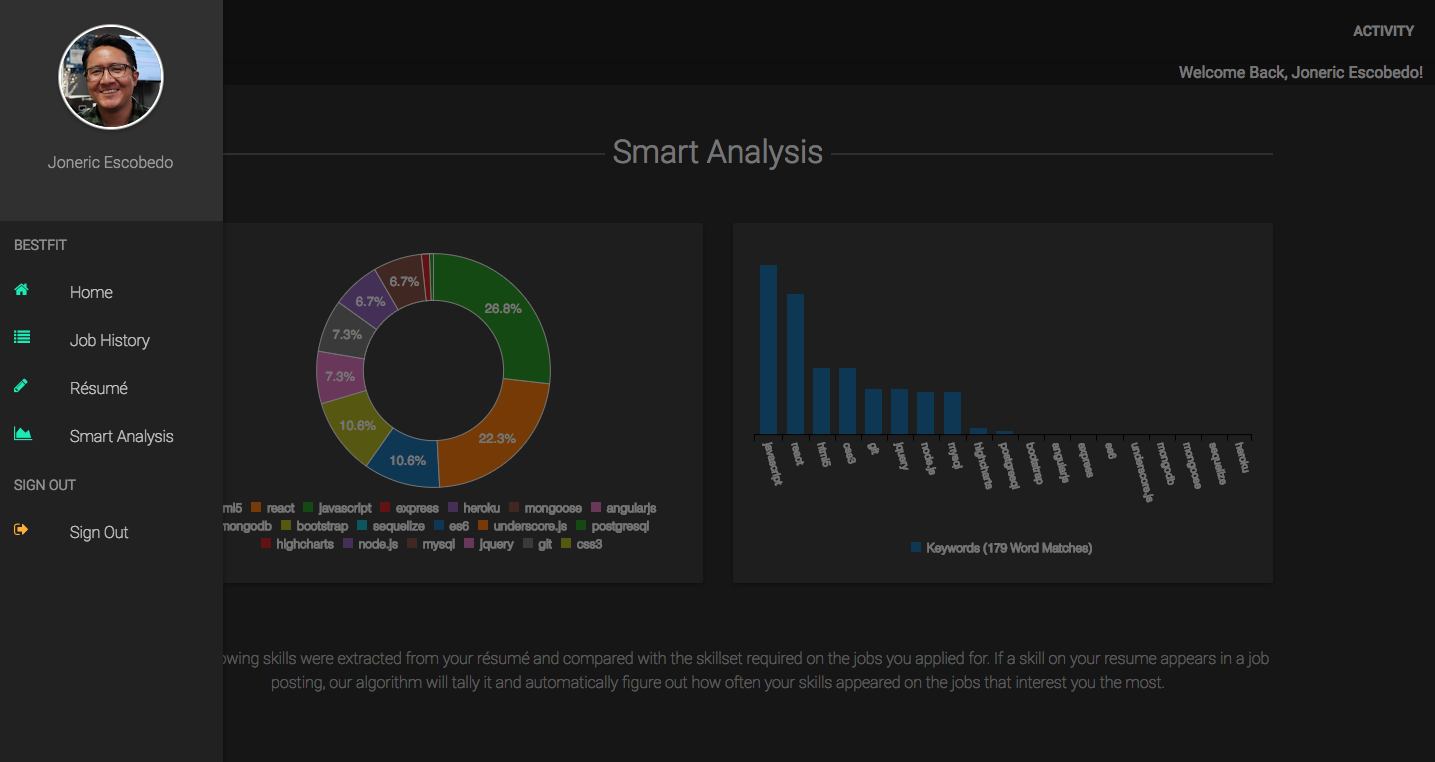 ACTIVITY
Welcome Back, Joneric Escobedo!
Joneric Escobedo
BESTFIT
Home
Job History
Résumé
Smart Analysis
SIGN OUT
Sign Out
Smart Analysis
26.8%
22.3%
10.6%
10.6%
7.3%
7.3%
6.7%
6.7%
ml5 react javascript express heroku mongoose angularjs
mongodb bootstrap sequelize es6 underscore.js postgresql
highcharts node.js mysql jquery git css3
javascript
react
html5
css3
git
jquery
node.js
mysql
highcharts
postgresql
bootstrap
angularjs
express
es6
underscore.js
mongodb
mongoose
sequelize
heroku
Keywords (179 Word Matches)
owing skills were extracted from your résumé and compared with the skillset required on the jobs you applied for. If a skill on your resume appears in a job
posting, our algorithm will tally it and automatically figure out how often your skills appeared on the jobs that interest you the most.